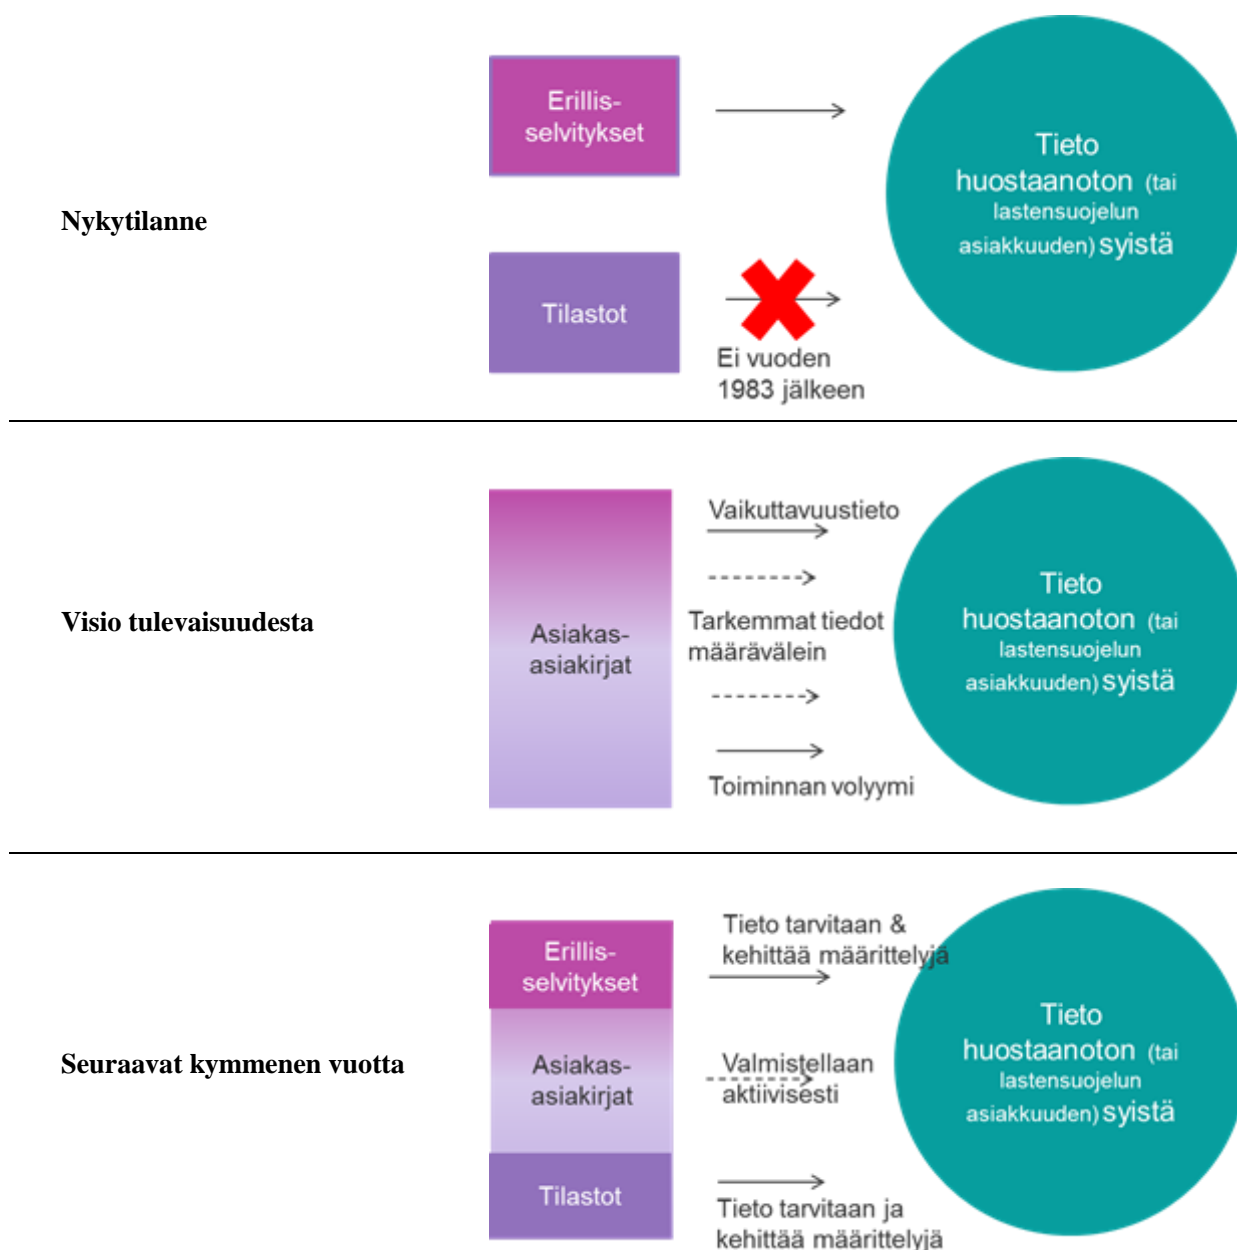 Nykytilanne
Erillis-
selvitykset
Tilastot
Ei vuoden
1983 jälkeen
Tieto
huostaanoton (tai
lastensuojelun
asiakkuuden) syistä
Visio tulevaisuudesta
Asiakas-
asiakirjat
Vaikuttavuustieto
Tarkemmat tiedot
määrävälein
Toiminnan volyymi
Tieto
huostaanoton (tai
lastensuojelun
asiakkuuden) syistä
Seuraavat kymmenen vuotta
Erillis-
selvitykset
Asiakas-
asiakirjat
Tilastot
Tieto tarvitaan &
kehittää määrittelyjä
Valmistellaan
aktiivisesti
Tieto tarvitaan ja
kehittää määrittelyjä
Tieto
huostaanoton (tai
lastensuojelun
asiakkuuden) syistä